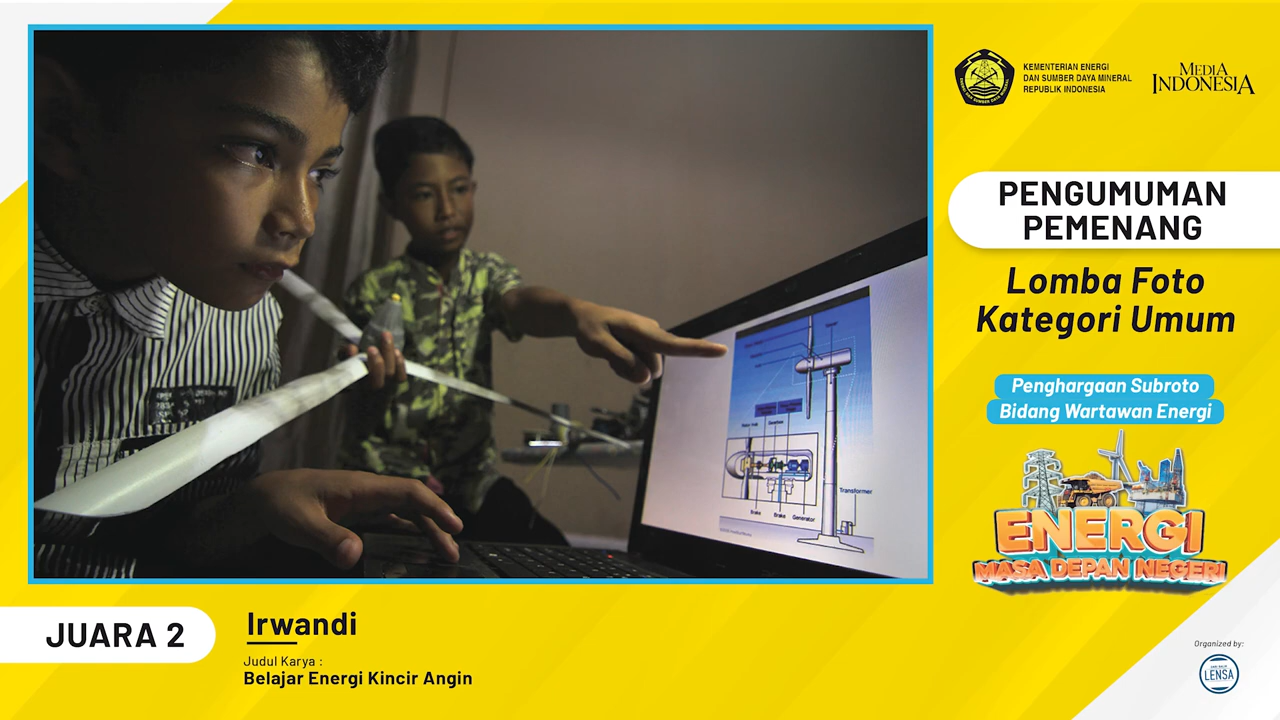 KEMENTERIAN ENERGI
DAN SUMBER DAYA MINERAL
REPUBLIK INDONESIA
MEDIA
INDONESIA
PENGUMUMAN
PEMENANG
Lomba Foto
Kategori Umum
Penghargaan Subroto
Bidang Wartawan Energi
ENERGI
MASA DEPAN NEGERI
Transformer
Brake
Brake
Generator
JUARA 2
Irwandi
Judul Karya :
Belajar Energi Kincir Angin
Organized by:
LENSA